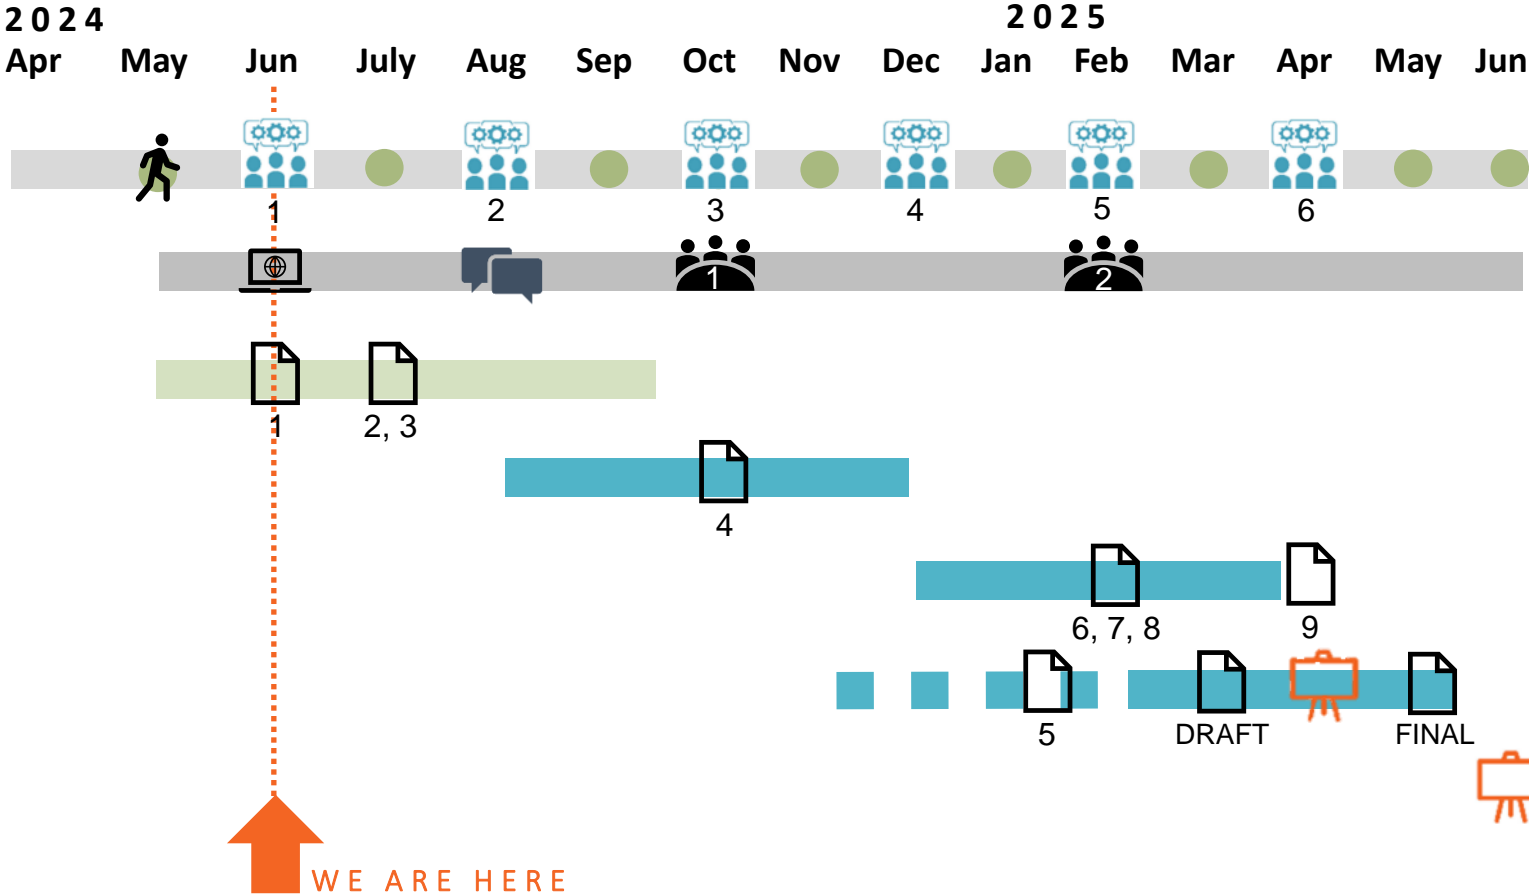 2024 2025
Apr May Jun July Aug Sep Oct Nov Dec Jan Feb Mar Apr May Jun
1 2 3 4 5 6
1 2
1 2, 3
4
6, 7, 8 9
5 DRAFT FINAL
WE ARE HERE